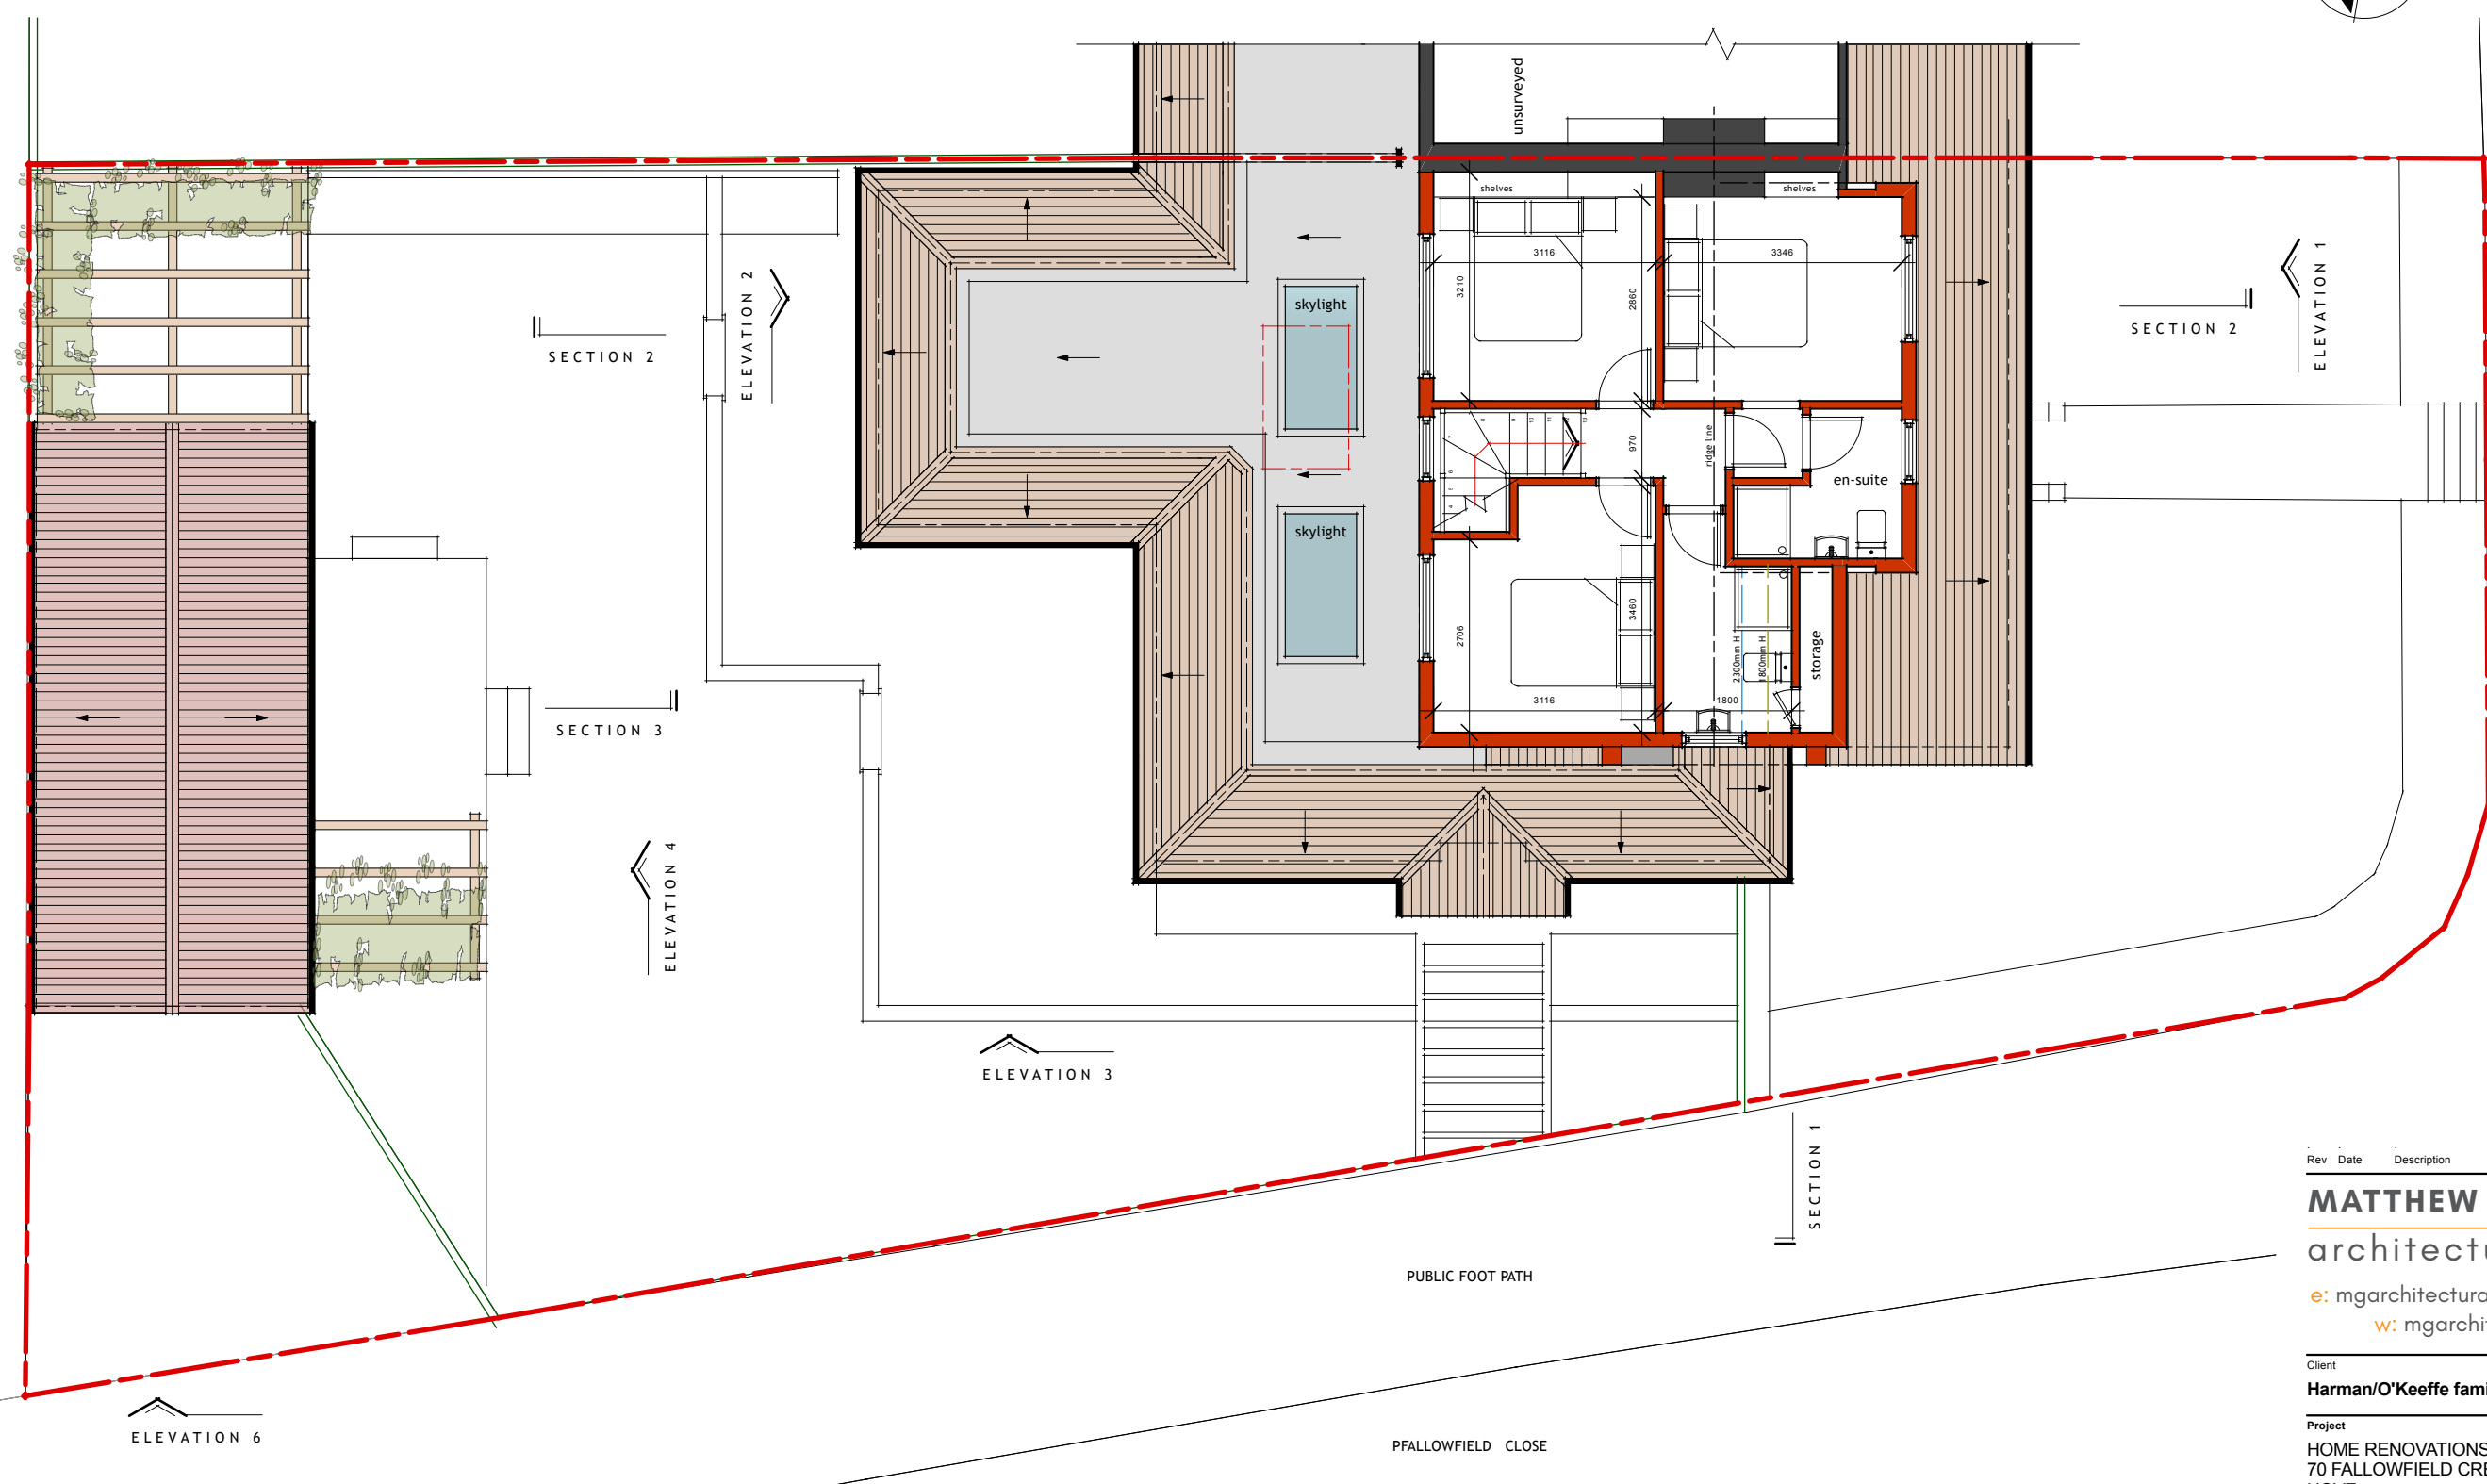 unsurveyed
shelves
shelves
skylight
skylight
3116
3346
3210
2860
970
ridge line
en-suite
2706
3460
3116
1800
2300mm H
1800mm H
storage
ELEVATION 1
SECTION 2
ELEVATION 2
SECTION 2
SECTION 3
ELEVATION 4
ELEVATION 3
SECTION 1
ELEVATION 6
PUBLIC FOOT PATH
PFALLOWFIELD CLOSE
Rev Date Description
MATTHEW
architectu
e: mgarchitectura
w: mgarchi
Client
Harman/O'Keeffe fami
Project
HOME RENOVATIONS
70 FALLOWFIELD CRE